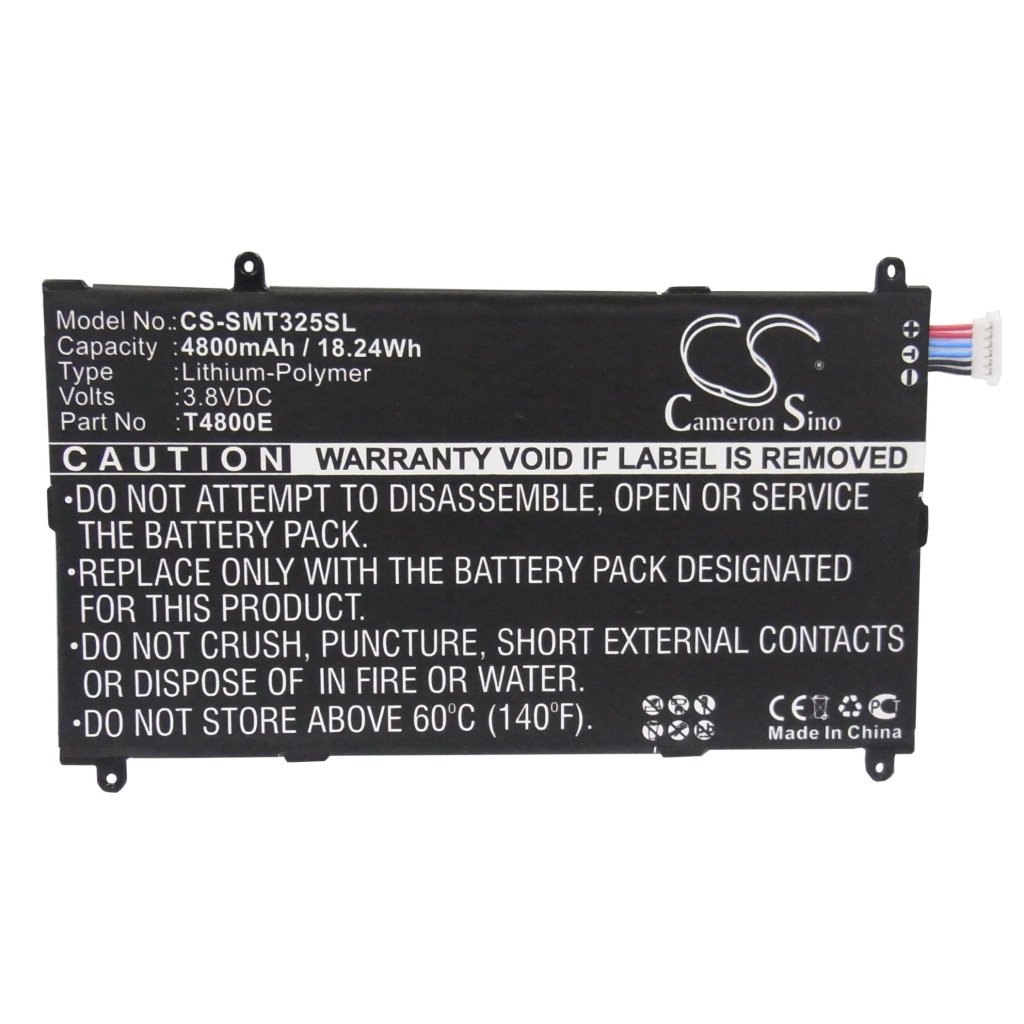 Model No.:CS-SMT325SL
Capacity :4800mAh / 18.24Wh
Type :Lithium-Polymer
Volts :3.8VDC
Part No :T4800E
Cameron Sino
®
CAUTION WARRANTY VOID IF LABEL IS REMOVED
•DO NOT ATTEMPT TO DISASSEMBLE, OPEN OR SERVICE
THE BATTERY PACK.
•REPLACE ONLY WITH THE BATTERY PACK DESIGNATED
FOR THIS PRODUCT.
•DO NOT CRUSH, PUNCTURE, SHORT EXTERNAL CONTACTS
OR DISPOSE OF IN FIRE OR WATER.
•DO NOT STORE ABOVE 60°C (140°F).
CE PCT
Made In China